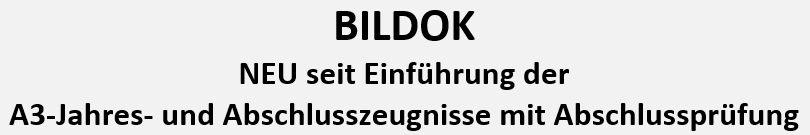 BILDOK
NEU seit Einführung der
A3-Jahres- und Abschlusszeugnisse mit Abschlussprüfung